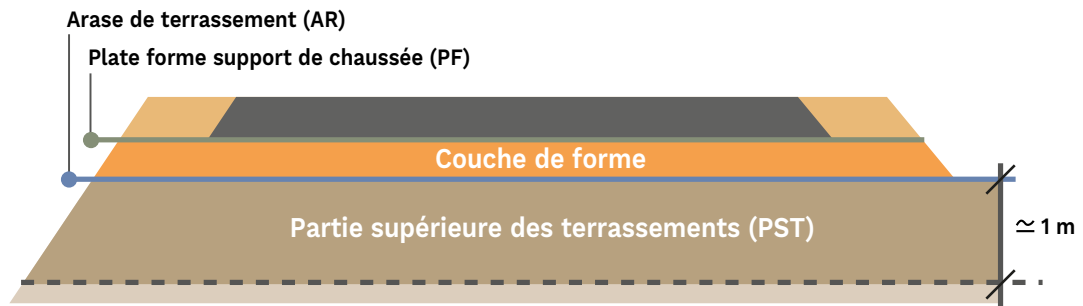 Arase de terrassement (AR)
Plate forme support de chaussée (PF)
Couche de forme
Partie supérieure des terrassements (PST)
≃ 1 m